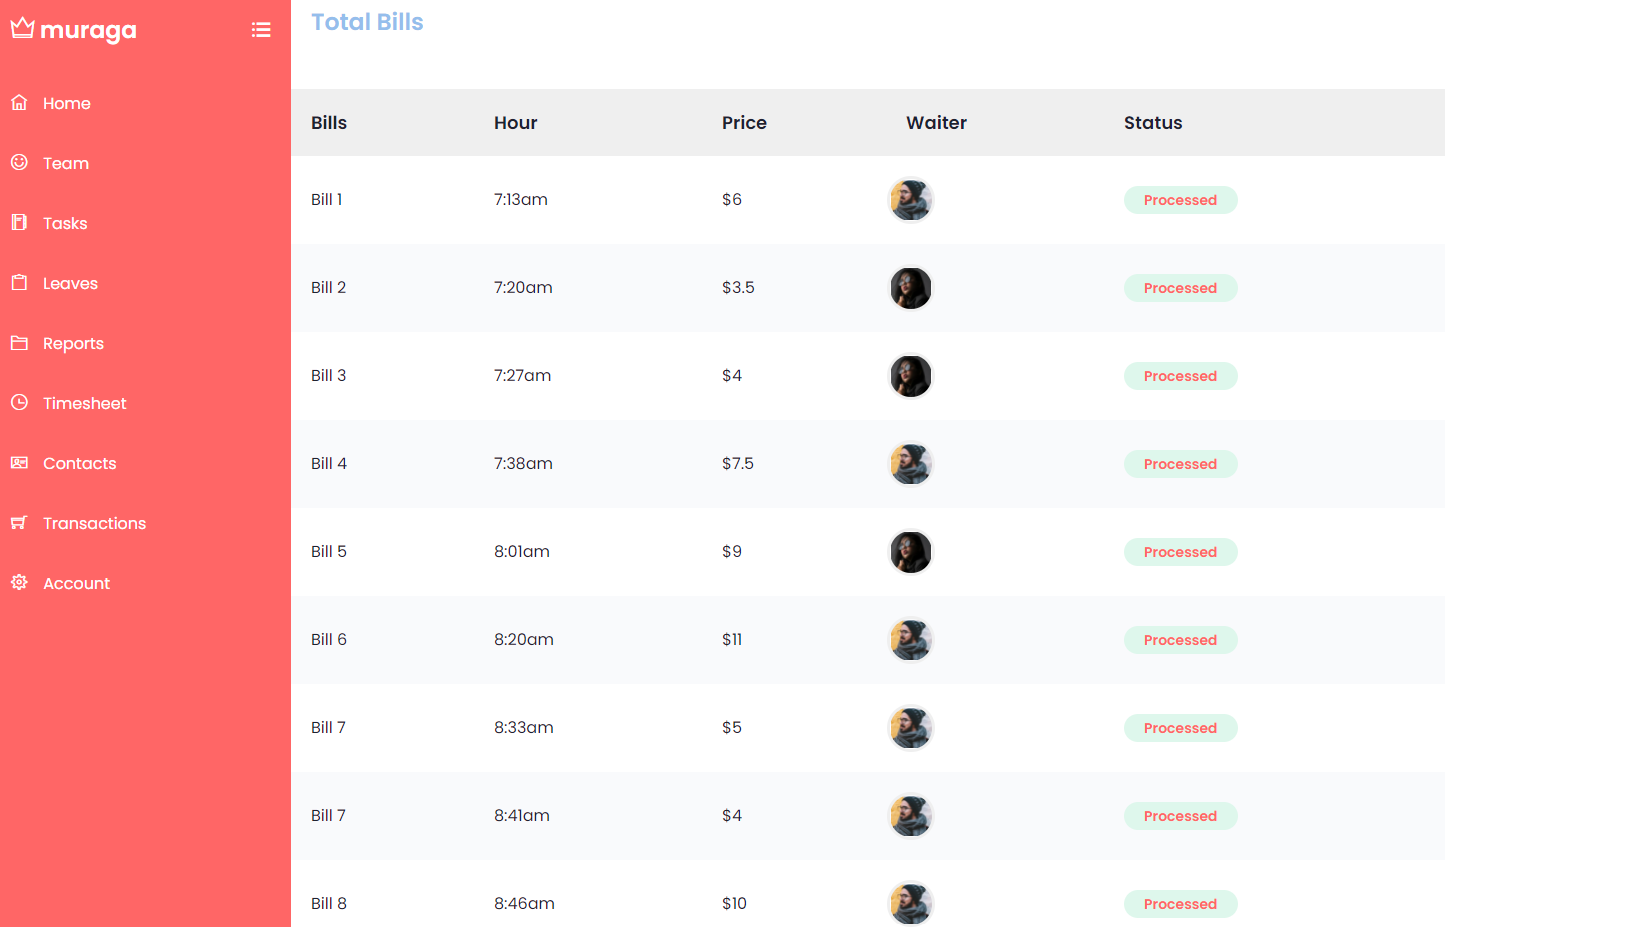 muraga
Home
Team
Tasks
Leaves
Reports
Timesheet
Contacts
Transactions
Account
Total Bills
Bills Hour Price Waiter Status
Bill 1 7:13am $6 Processed
Bill 2 7:20am $3.5 Processed
Bill 3 7:27am $4 Processed
Bill 4 7:38am $7.5 Processed
Bill 5 8:01am $9 Processed
Bill 6 8:20am $11 Processed
Bill 7 8:33am $5 Processed
Bill 7 8:41am $4 Processed
Bill 8 8:46am $10 Processed